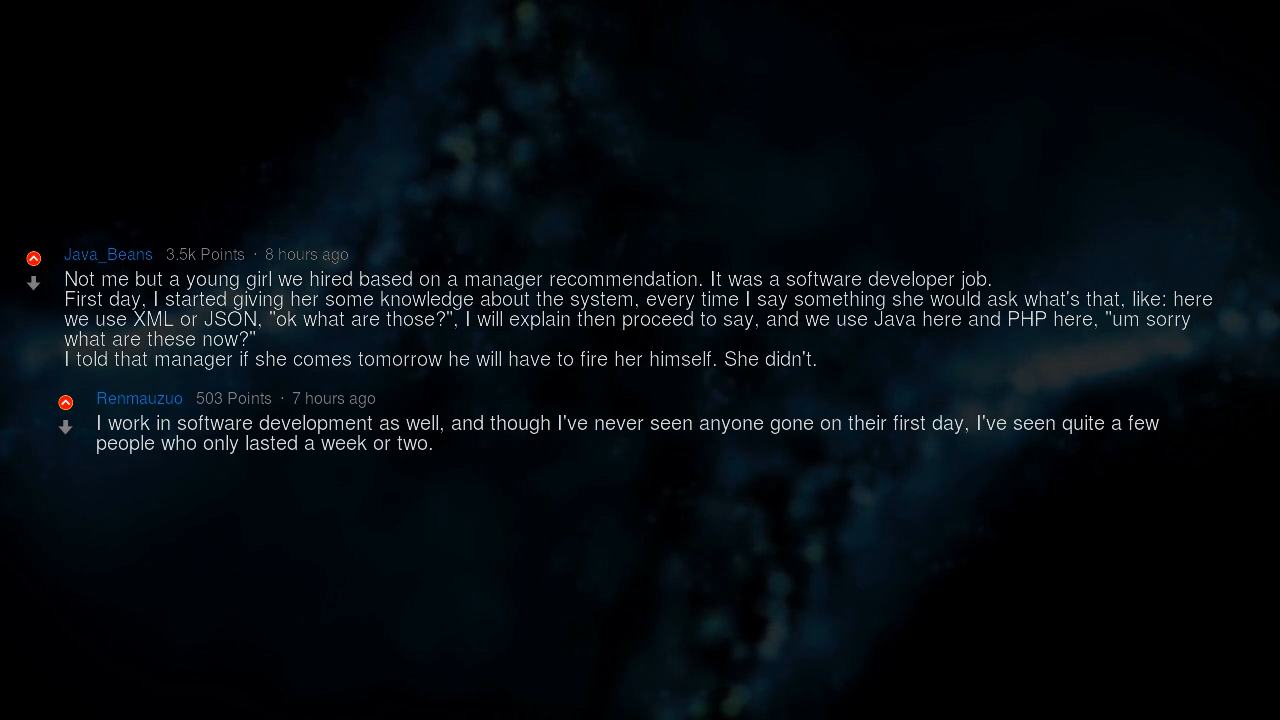 Java_Beans 3.5k Points · 8 hours ago
Not me but a young girl we hired based on a manager recommendation. It was a software developer job.
First day, I started giving her some knowledge about the system, every time I say something she would ask what's that, like: here
we use XML or JSON, "ok what are those?", I will explain then proceed to say, and we use Java here and PHP here, "um sorry
what are these now?"
I told that manager if she comes tomorrow he will have to fire her himself. She didn't.
Renmauzuo 503 Points · 7 hours ago
I work in software development as well, and though I've never seen anyone gone on their first day, I've seen quite a few
people who only lasted a week or two.